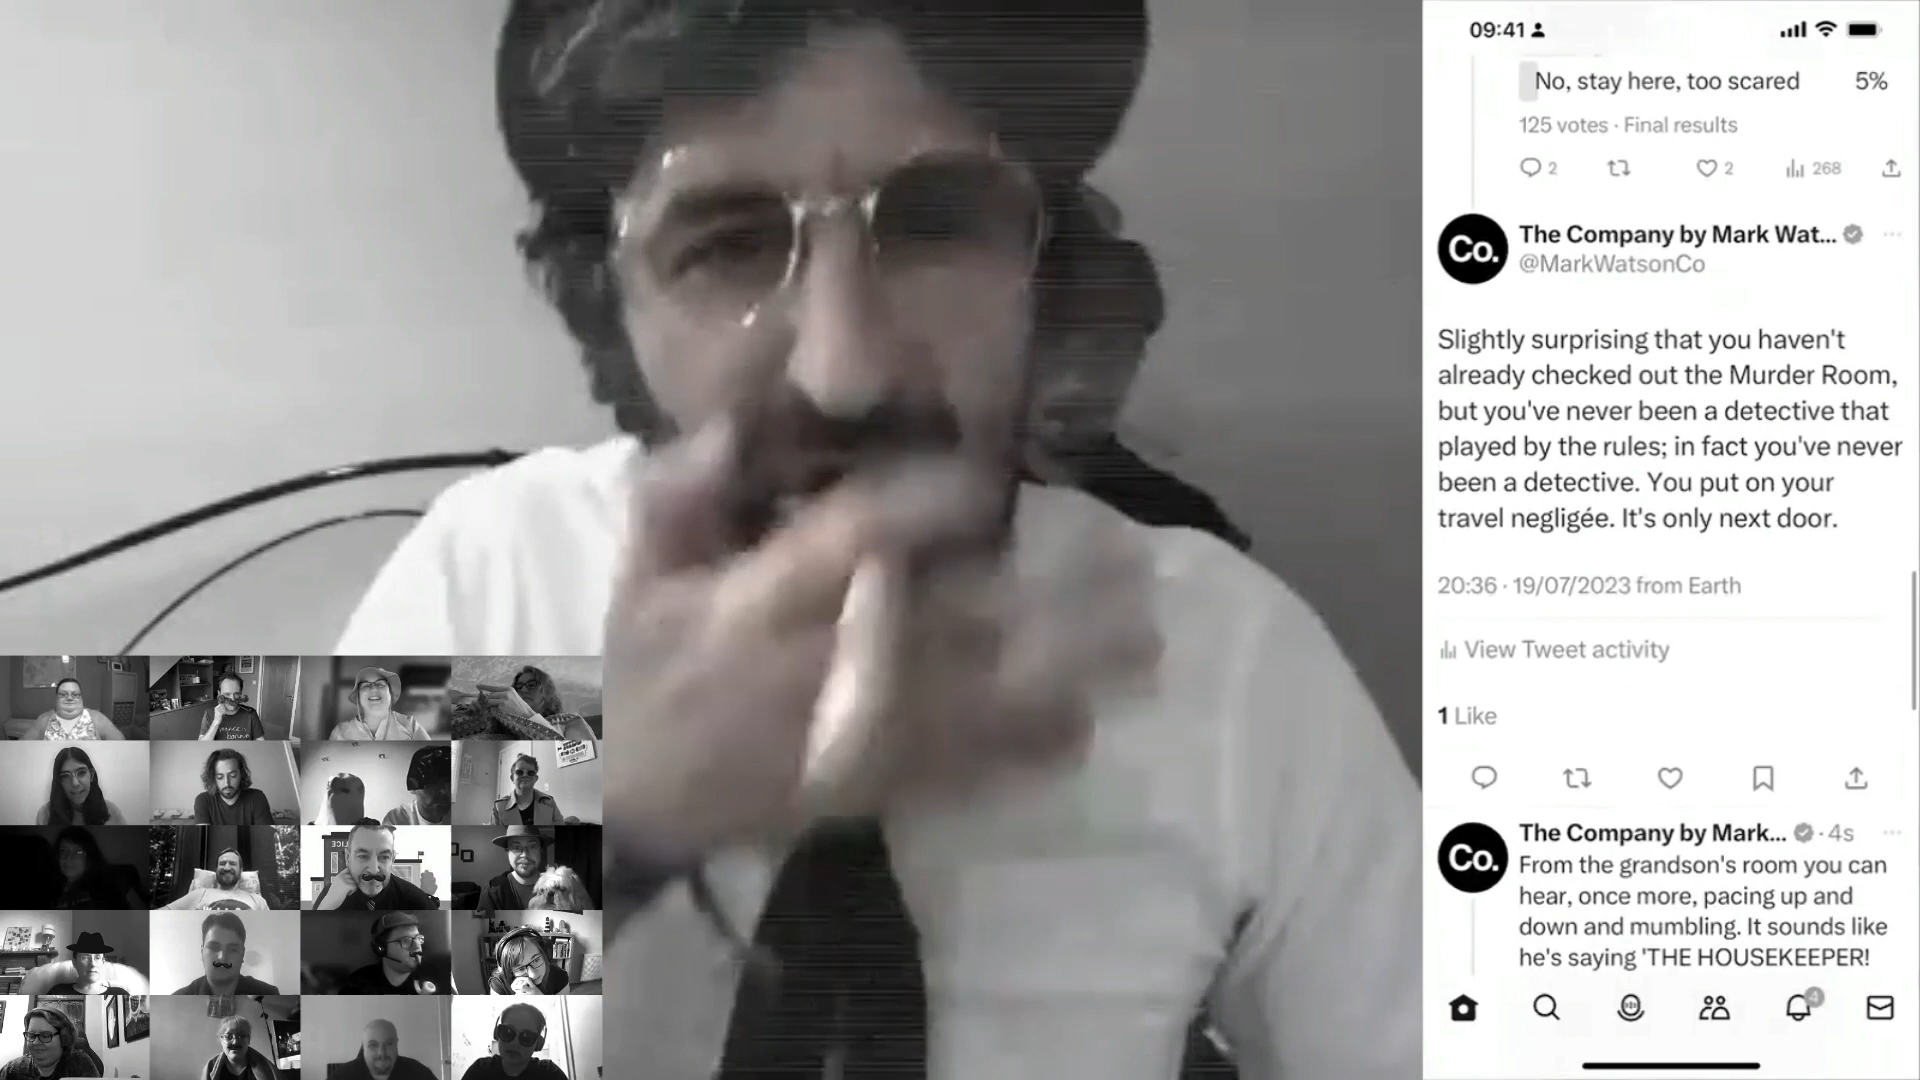 09:41
No, stay here, too scared 5%
125 votes · Final results
2 2 268
Co.
The Company by Mark Wat...
@MarkWatsonCo
Slightly surprising that you haven't
already checked out the Murder Room,
but you've never been a detective that
played by the rules; in fact you've never
been a detective. You put on your
travel negligée. It's only next door.
20:36 · 19/07/2023 from Earth
View Tweet activity
1 Like
Co.
The Company by Mark... · 4s
From the grandson's room you can
hear, once more, pacing up and
down and mumbling. It sounds like
he's saying 'THE HOUSEKEEPER!
4